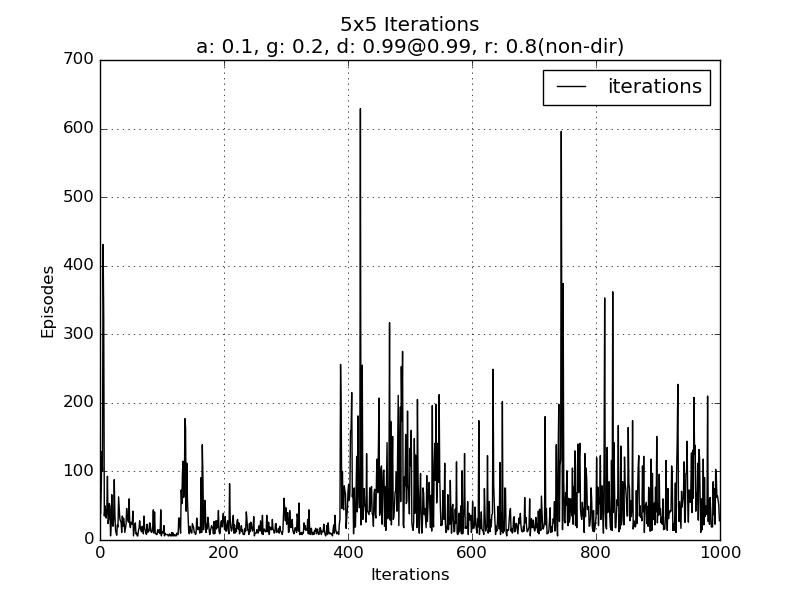 5x5 Iterations
a: 0.1, g: 0.2, d: 0.99@0.99, r: 0.8(non-dir)
iterations
700
600
500
400
300
200
100
0
Episodes
0 200 400 600 800 1000
Iterations